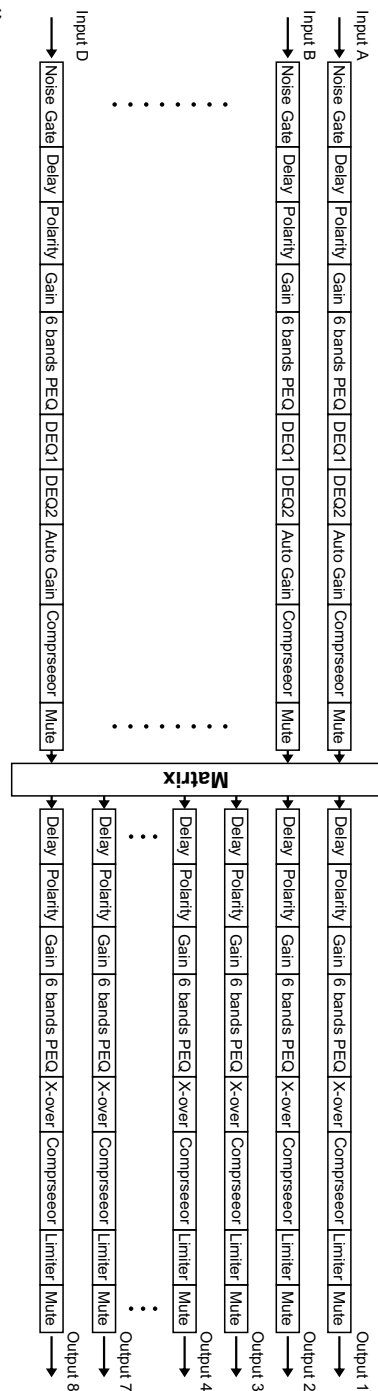 Input A
Noise Gate Delay Polarity Gain 6 bands PEQ DEQ1 DEQ2 Auto Gain Comprseeor Mute
Input B
Noise Gate Delay Polarity Gain 6 bands PEQ DEQ1 DEQ2 Auto Gain Comprseeor Mute
Input D
Noise Gate Delay Polarity Gain 6 bands PEQ DEQ1 DEQ2 Auto Gain Comprseeor Mute
Matrix
Output 1
Delay Polarity Gain 6 bands PEQ X-over Comprseeor Limiter Mute
Output 2
Delay Polarity Gain 6 bands PEQ X-over Comprseeor Limiter Mute
Output 3
Delay Polarity Gain 6 bands PEQ X-over Comprseeor Limiter Mute
Output 4
Delay Polarity Gain 6 bands PEQ X-over Comprseeor Limiter Mute
Output 7
Delay Polarity Gain 6 bands PEQ X-over Comprseeor Limiter Mute
Output 8
Delay Polarity Gain 6 bands PEQ X-over Comprseeor Limiter Mute